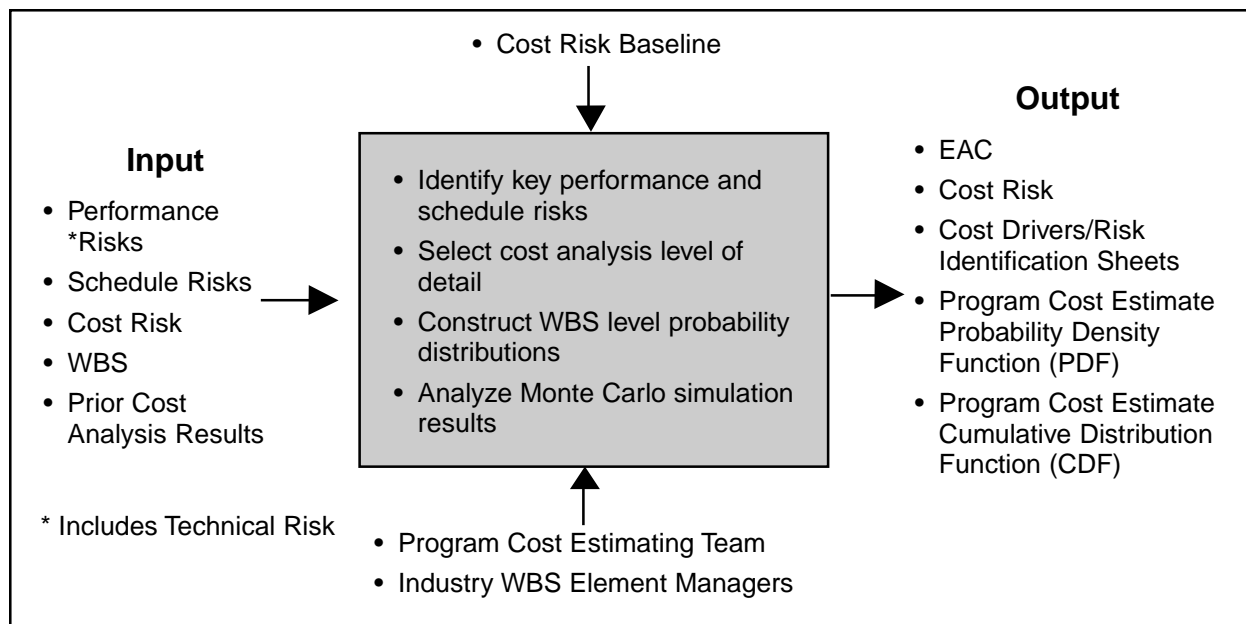 • Cost Risk Baseline
Input
• Performance
*Risks
• Schedule Risks
• Cost Risk
• WBS
• Prior Cost
Analysis Results
* Includes Technical Risk
• Identify key performance and
schedule risks
• Select cost analysis level of
detail
• Construct WBS level probability
distributions
• Analyze Monte Carlo simulation
results
• Program Cost Estimating Team
• Industry WBS Element Managers
Output
• EAC
• Cost Risk
• Cost Drivers/Risk
Identification Sheets
• Program Cost Estimate
Probability Density
Function (PDF)
• Program Cost Estimate
Cumulative Distribution
Function (CDF)